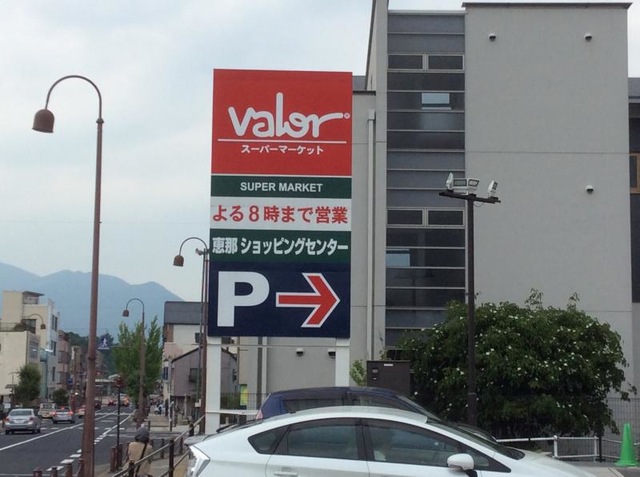 valor®
スーパーマーケット
SUPER MARKET
よる8時まで営業
恵那ショッピングセンター
P